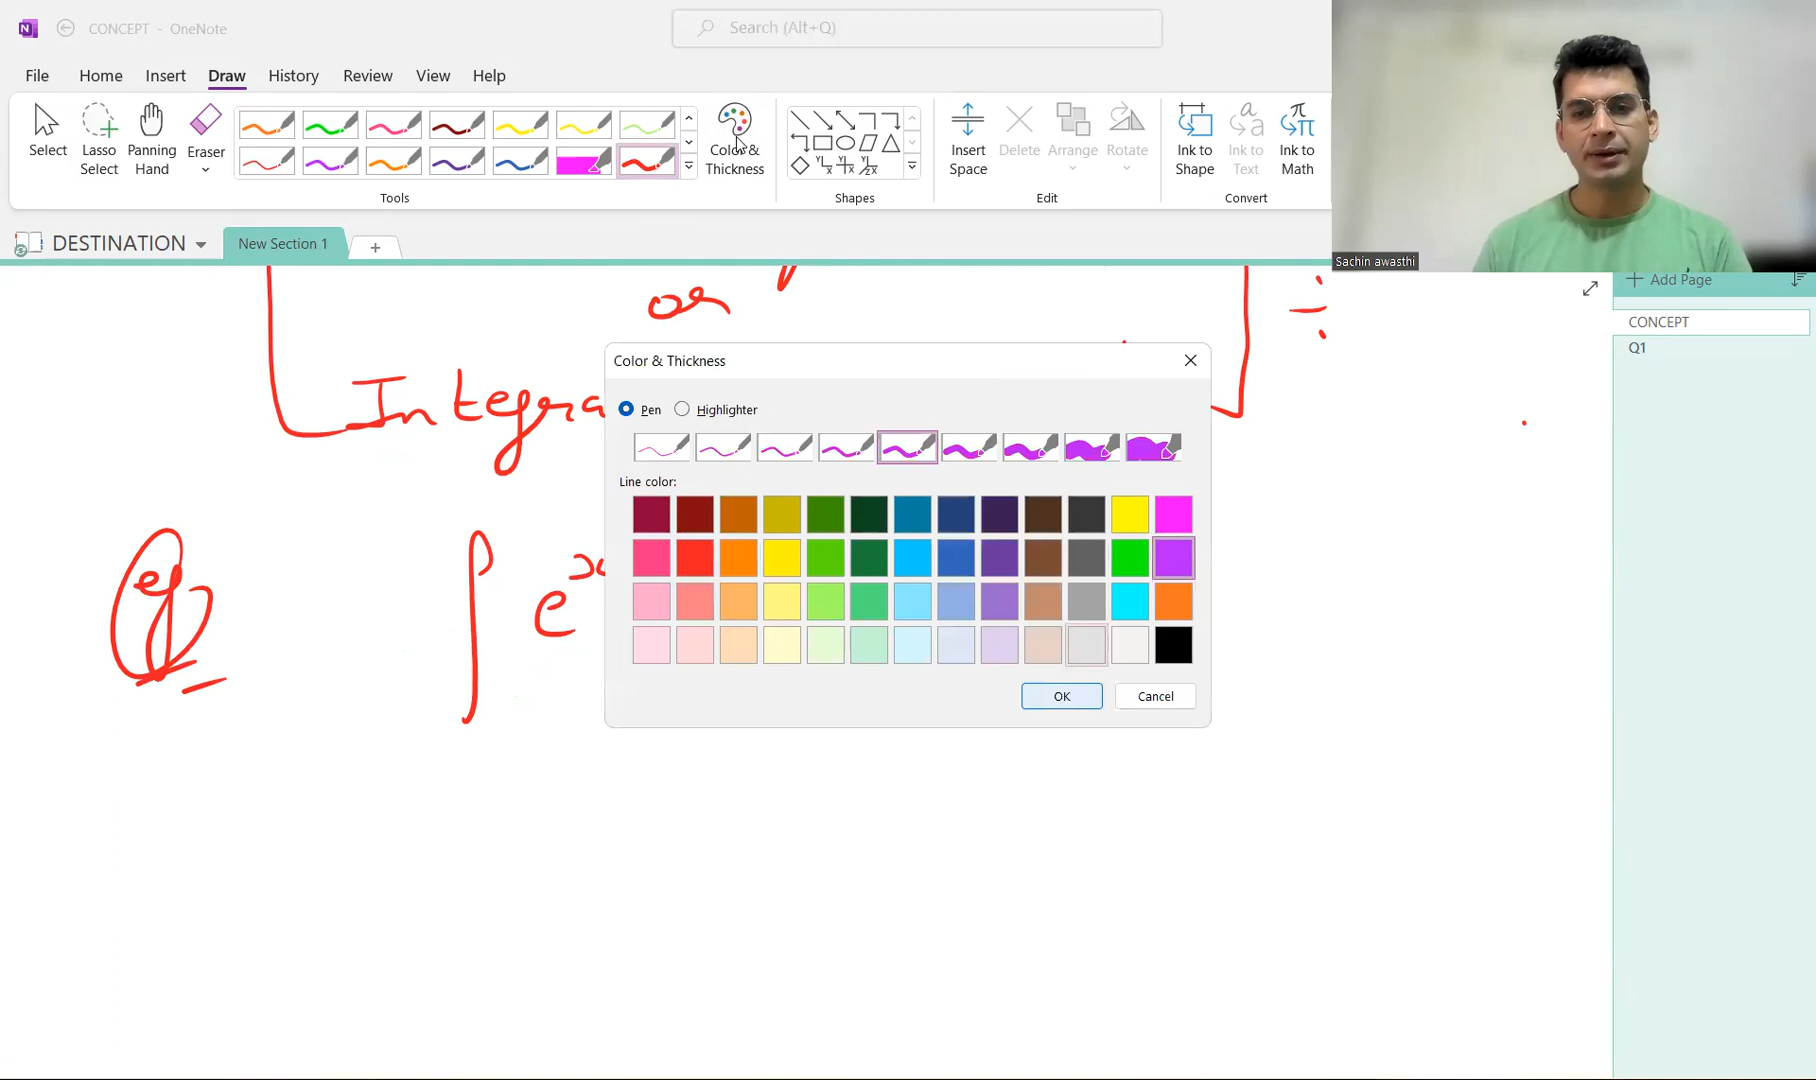 CONCEPT - OneNote
Search (Alt+Q)
File Home Insert Draw History Review View Help
Select
Lasso Select
Panning Hand
Eraser
Color & Thickness
Insert Space
Delete
Arrange
Rotate
Ink to Shape
Ink to Text
Ink to Math
Tools
Shapes
Edit
Convert
DESTINATION
New Section 1
+
Sachin awasthi
Add Page
CONCEPT
Q1
or
÷
Integra
Color & Thickness
Pen
Highlighter
Line color:
OK
Cancel
eg
∫ e